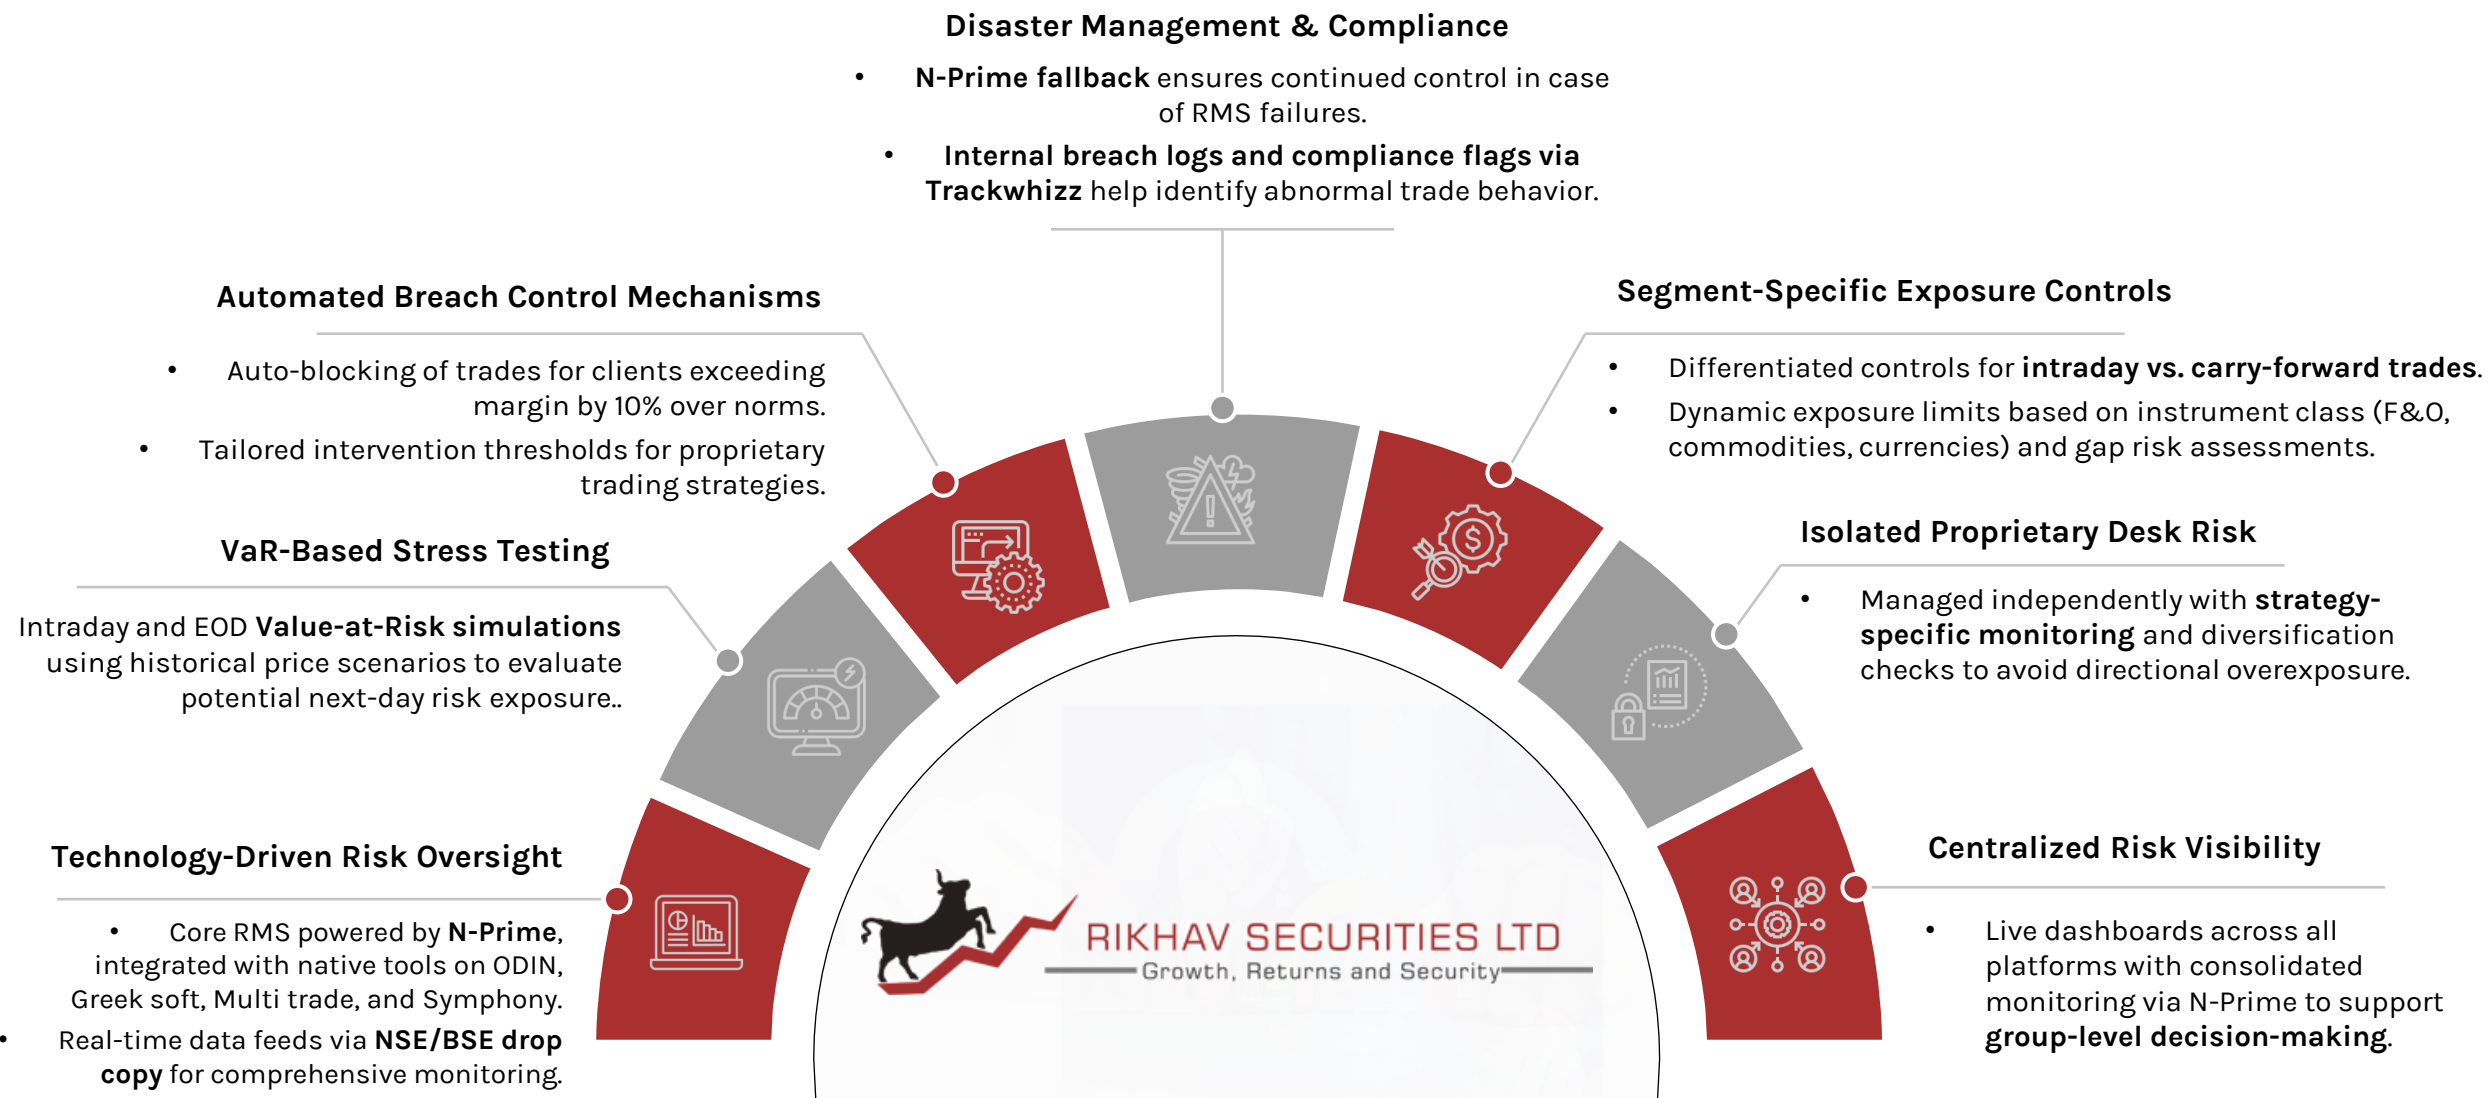 Disaster Management & Compliance
• N-Prime fallback ensures continued control in case
of RMS failures.
• Internal breach logs and compliance flags via
Trackwhizz help identify abnormal trade behavior.
Automated Breach Control Mechanisms
• Auto-blocking of trades for clients exceeding
margin by 10% over norms.
• Tailored intervention thresholds for proprietary
trading strategies.
Segment-Specific Exposure Controls
• Differentiated controls for intraday vs. carry-forward trades.
• Dynamic exposure limits based on instrument class (F&O,
commodities, currencies) and gap risk assessments.
VaR-Based Stress Testing
Intraday and EOD Value-at-Risk simulations
using historical price scenarios to evaluate
potential next-day risk exposure..
Isolated Proprietary Desk Risk
• Managed independently with strategy-
specific monitoring and diversification
checks to avoid directional overexposure.
Technology-Driven Risk Oversight
• Core RMS powered by N-Prime,
integrated with native tools on ODIN,
Greek soft, Multi trade, and Symphony.
• Real-time data feeds via NSE/BSE drop
copy for comprehensive monitoring.
Centralized Risk Visibility
• Live dashboards across all
platforms with consolidated
monitoring via N-Prime to support
group-level decision-making.
RIKHAV SECURITIES LTD
Growth, Returns and Security